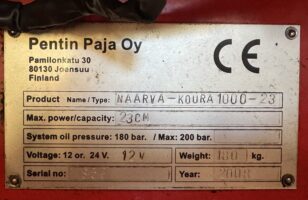 Pentin Paja Oy
Pamilonkatu 30
80130 Joensuu
Finland
CE
Product Name/Type: NAARVA-KOURA 1000-23
Max. power/capacity: 23CM
System oil pressure: 180 bar. / Max: 200 bar.
Voltage: 12 or. 24 V. 12V Weight: 180 kg.
Serial no: Year: 2008